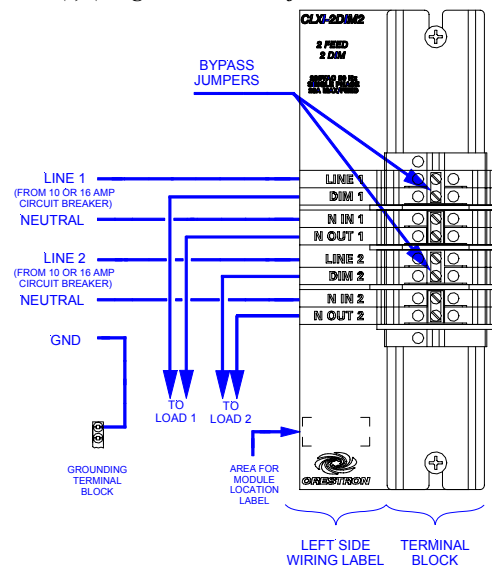 CLXI-2DIM2
2 FEED
2 DIM
BYPASS
JUMPERS
LINE 1
(FROM 10 OR 16 AMP
CIRCUIT BREAKER)
NEUTRAL
LINE 2
(FROM 10 OR 16 AMP
CIRCUIT BREAKER)
NEUTRAL
GND
LINE 1
DIM 1
N IN 1
N OUT 1
LINE 2
DIM 2
N IN 2
N OUT 2
TO
LOAD 1
TO
LOAD 2
GROUNDING
TERMINAL
BLOCK
AREA FOR
MODULE
LOCATION
LABEL
CRESTRON
LEFT SIDE
WIRING LABEL
TERMINAL
BLOCK